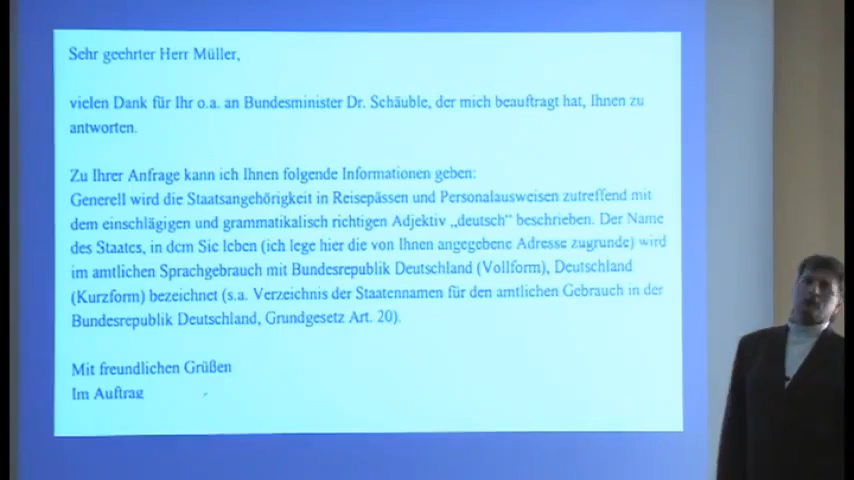 Sehr geehrter Herr Müller,
vielen Dank für Ihr o.a. an Bundesminister Dr. Schäuble, der mich beauftragt hat, Ihnen zu
antworten.
Zu Ihrer Anfrage kann ich Ihnen folgende Informationen geben:
Generell wird die Staatsangehörigkeit in Reisepässen und Personalausweisen zutreffend mit
dem einschlägigen und grammatikalisch richtigen Adjektiv „deutsch“ beschrieben. Der Name
des Staates, in dem Sie leben (ich lege hier die von Ihnen angegebene Adresse zugrunde) wird
im amtlichen Sprachgebrauch mit Bundesrepublik Deutschland (Vollform), Deutschland
(Kurzform) bezeichnet (s.a. Verzeichnis der Staatennamen für den amtlichen Gebrauch in der
Bundesrepublik Deutschland, Grundgesetz Art. 20).
Mit freundlichen Grüßen
Im Auftrag